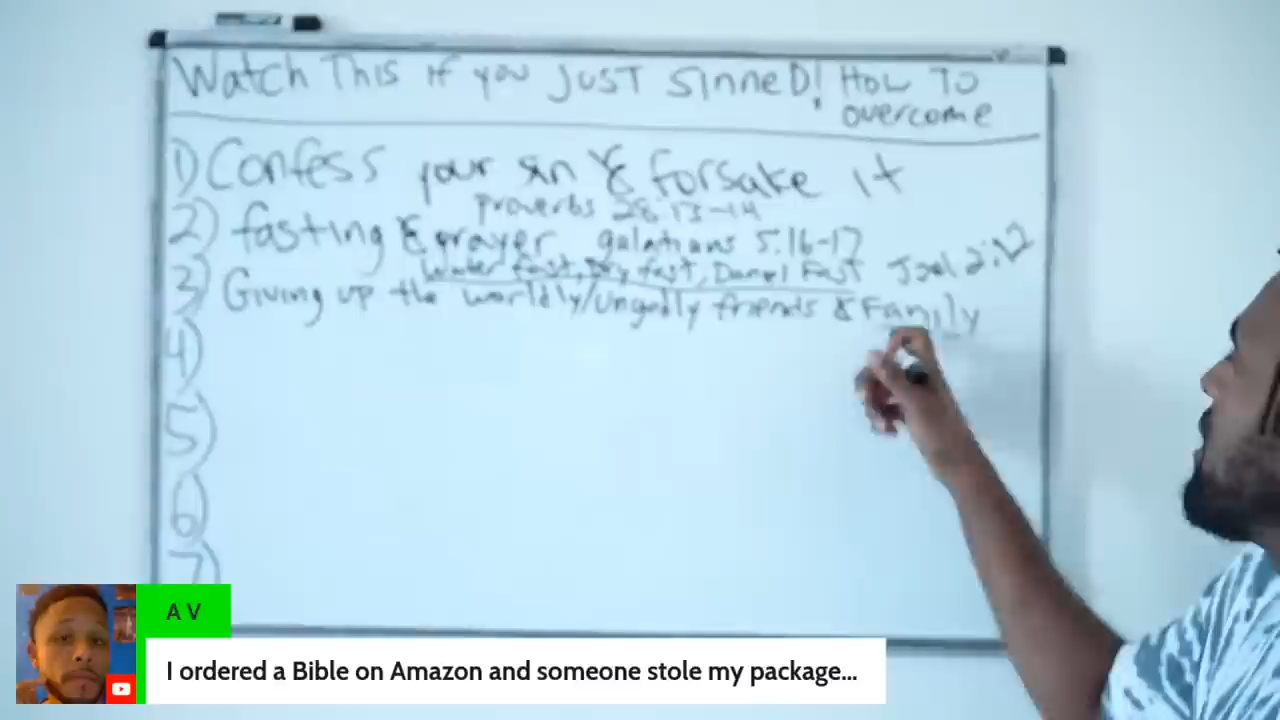 Watch This if you JUST SinneD! How To
overcome
1) Confess your sin & forsake it
Proverbs 28:13-14
2) fasting & prayer galatians 5:16-17
Water fast, Dry fast, Daniel Fast Joel 2:12
3) Giving up the worldly/Ungodly friends & Family
4)
5)
6)
7)
A V
I ordered a Bible on Amazon and someone stole my package...